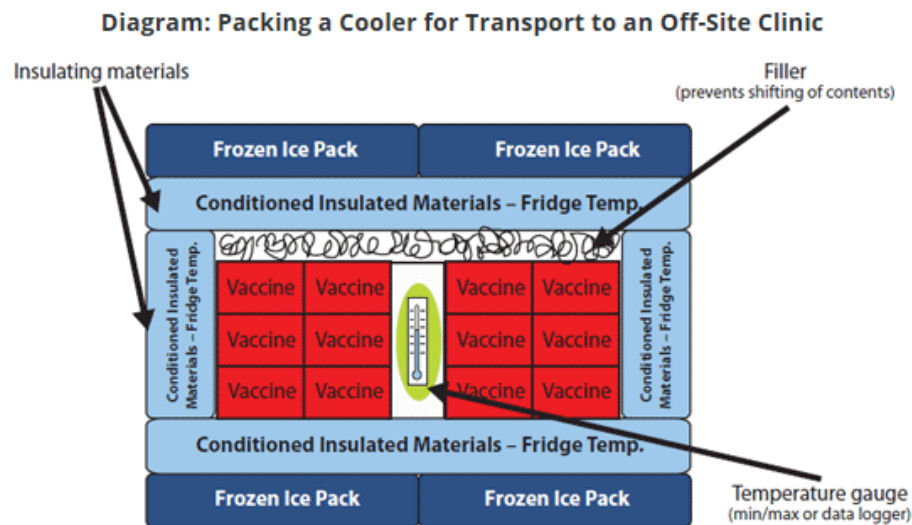 Diagram: Packing a Cooler for Transport to an Off-Site Clinic
Insulating materials
Filler
(prevents shifting of contents)
Frozen Ice Pack
Frozen Ice Pack
Conditioned Insulated Materials – Fridge Temp.
Conditioned Insulated
Materials – Fridge Temp.
Vaccine Vaccine Vaccine Vaccine
Vaccine Vaccine Vaccine Vaccine
Vaccine Vaccine Vaccine Vaccine
Conditioned Insulated
Materials – Fridge Temp.
Conditioned Insulated Materials – Fridge Temp.
Frozen Ice Pack
Frozen Ice Pack
Temperature gauge
(min/max or data logger)